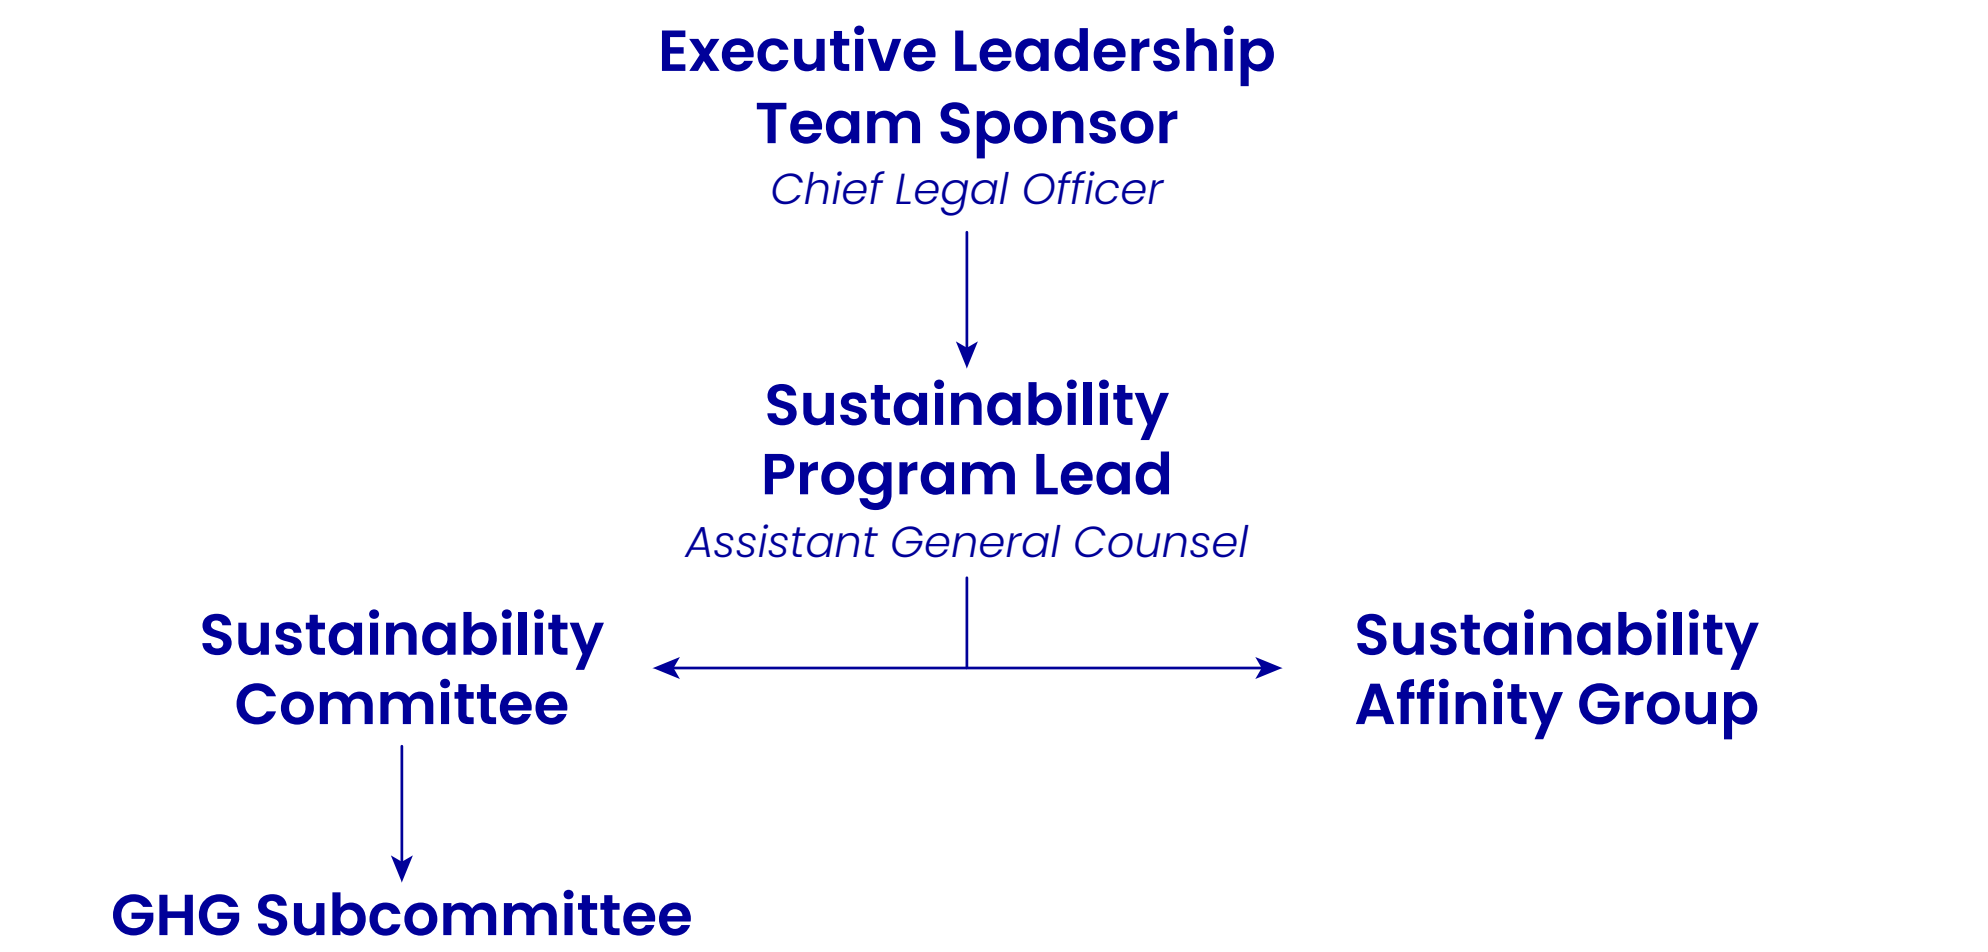 Executive Leadership
Team Sponsor
Chief Legal Officer
Sustainability
Program Lead
Assistant General Counsel
Sustainability
Committee
Sustainability
Affinity Group
GHG Subcommittee